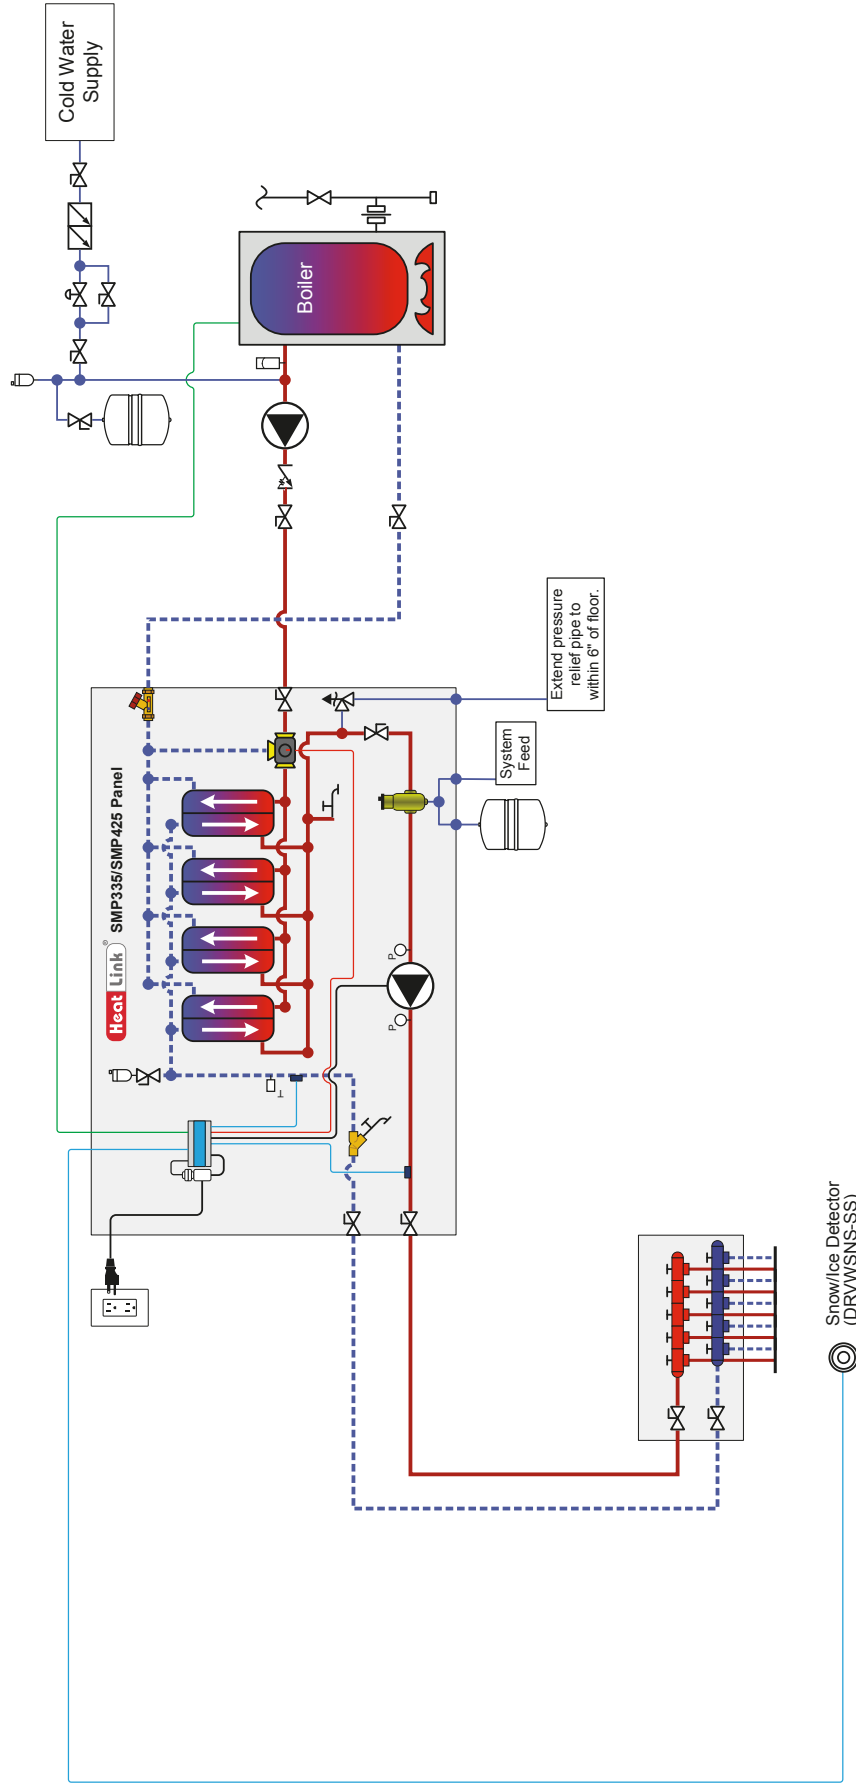 Cold Water
Supply
Boiler
Extend pressure
relief pipe to
within 6" of floor.
System
Feed
SMP335/SMP425 Panel
Heat Link®
P
P
T
Snow/Ice Detector
(DRVWSNS-SS)